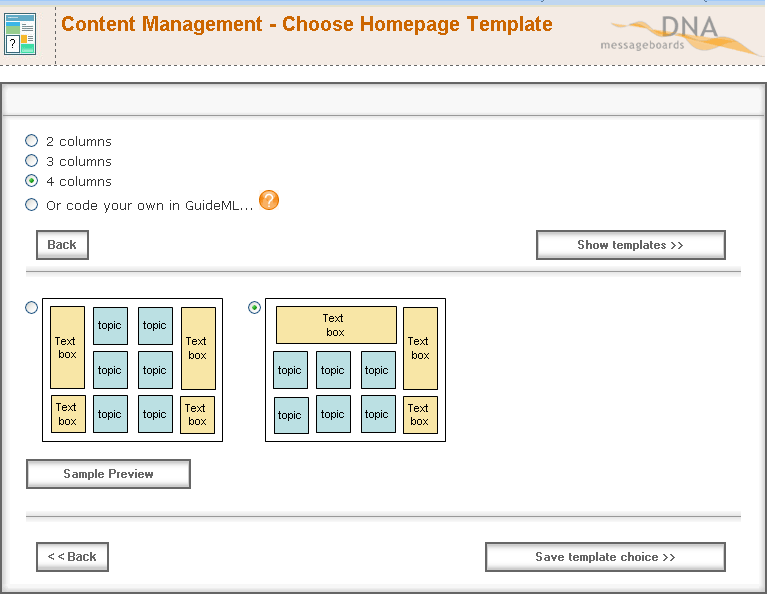 Content Management - Choose Homepage Template
DNA
messageboards
?
2 columns
3 columns
4 columns
Or code your own in GuideML...
?
Back
Show templates >>
Text
box
topic
topic
Text
box
topic
topic
Text
box
topic
topic
Text
box
Text
box
Text
box
topic
topic
topic
topic
topic
topic
Text
box
Sample Preview
< < Back
Save template choice >>